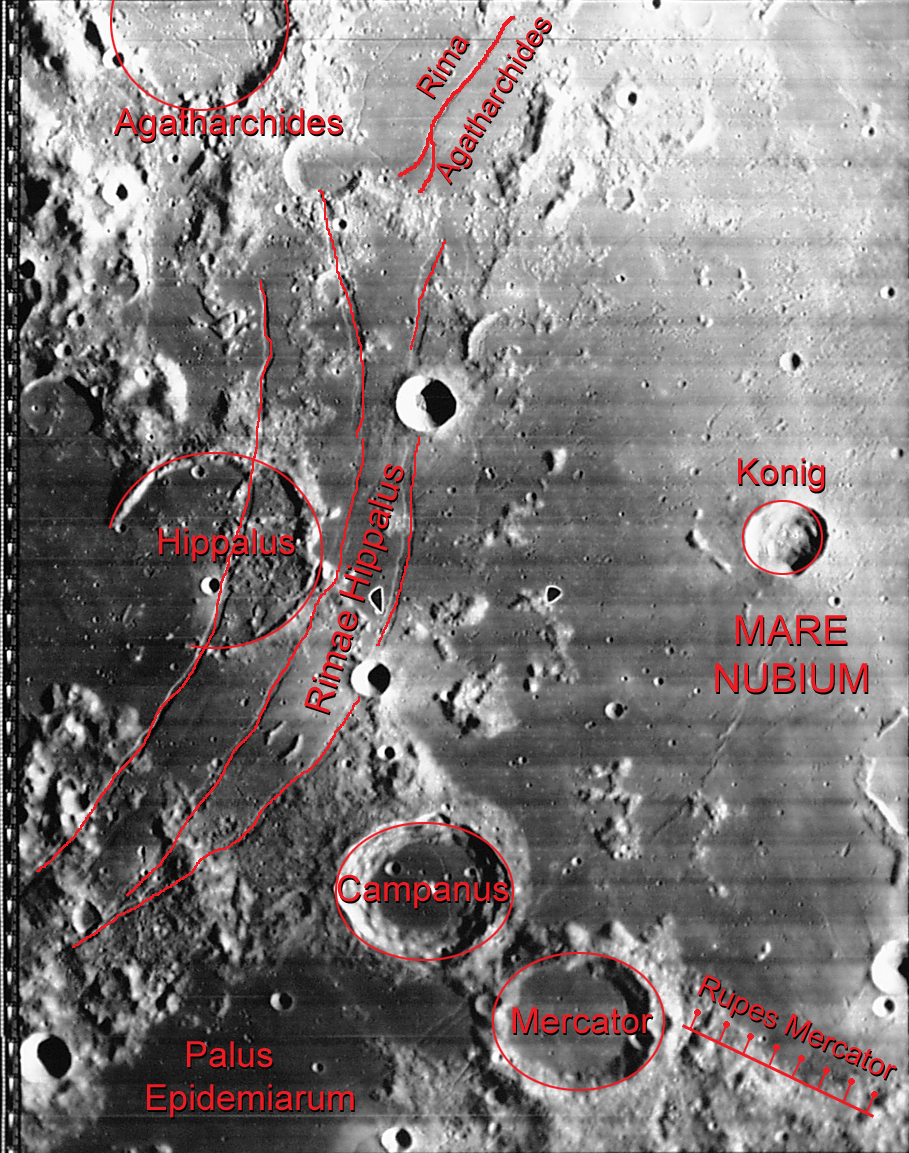 Rima
Agatharchides
Agatharchides
Konig
Hippalus
Rimae Hippalus
MARE
NUBIUM
Campanus
Rupes Mercator
Mercator
Palus
Epidemiarum